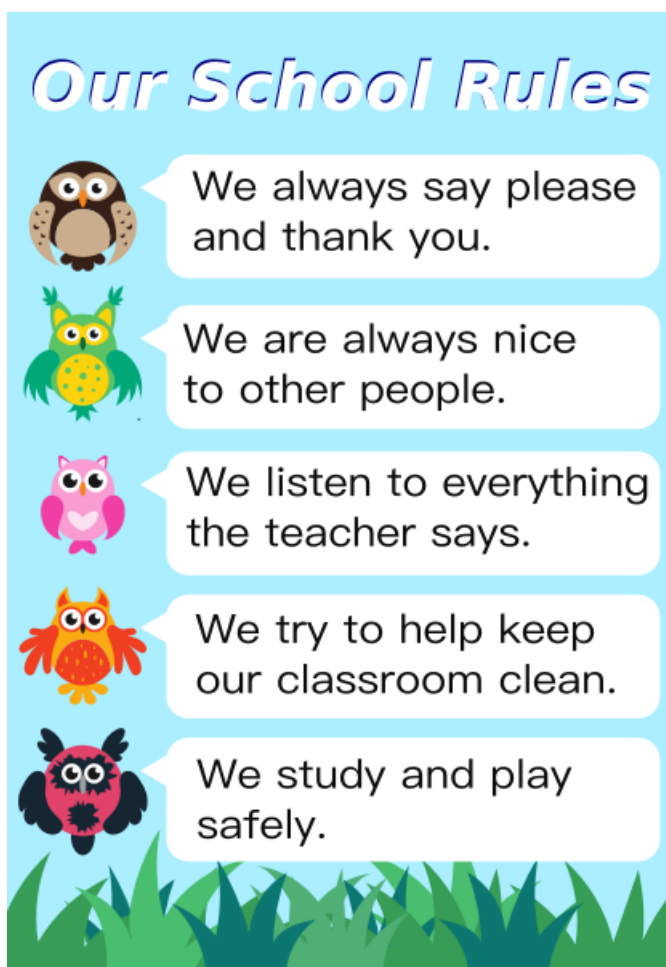 Our School Rules
We always say please
and thank you.
We are always nice
to other people.
We listen to everything
the teacher says.
We try to help keep
our classroom clean.
We study and play
safely.